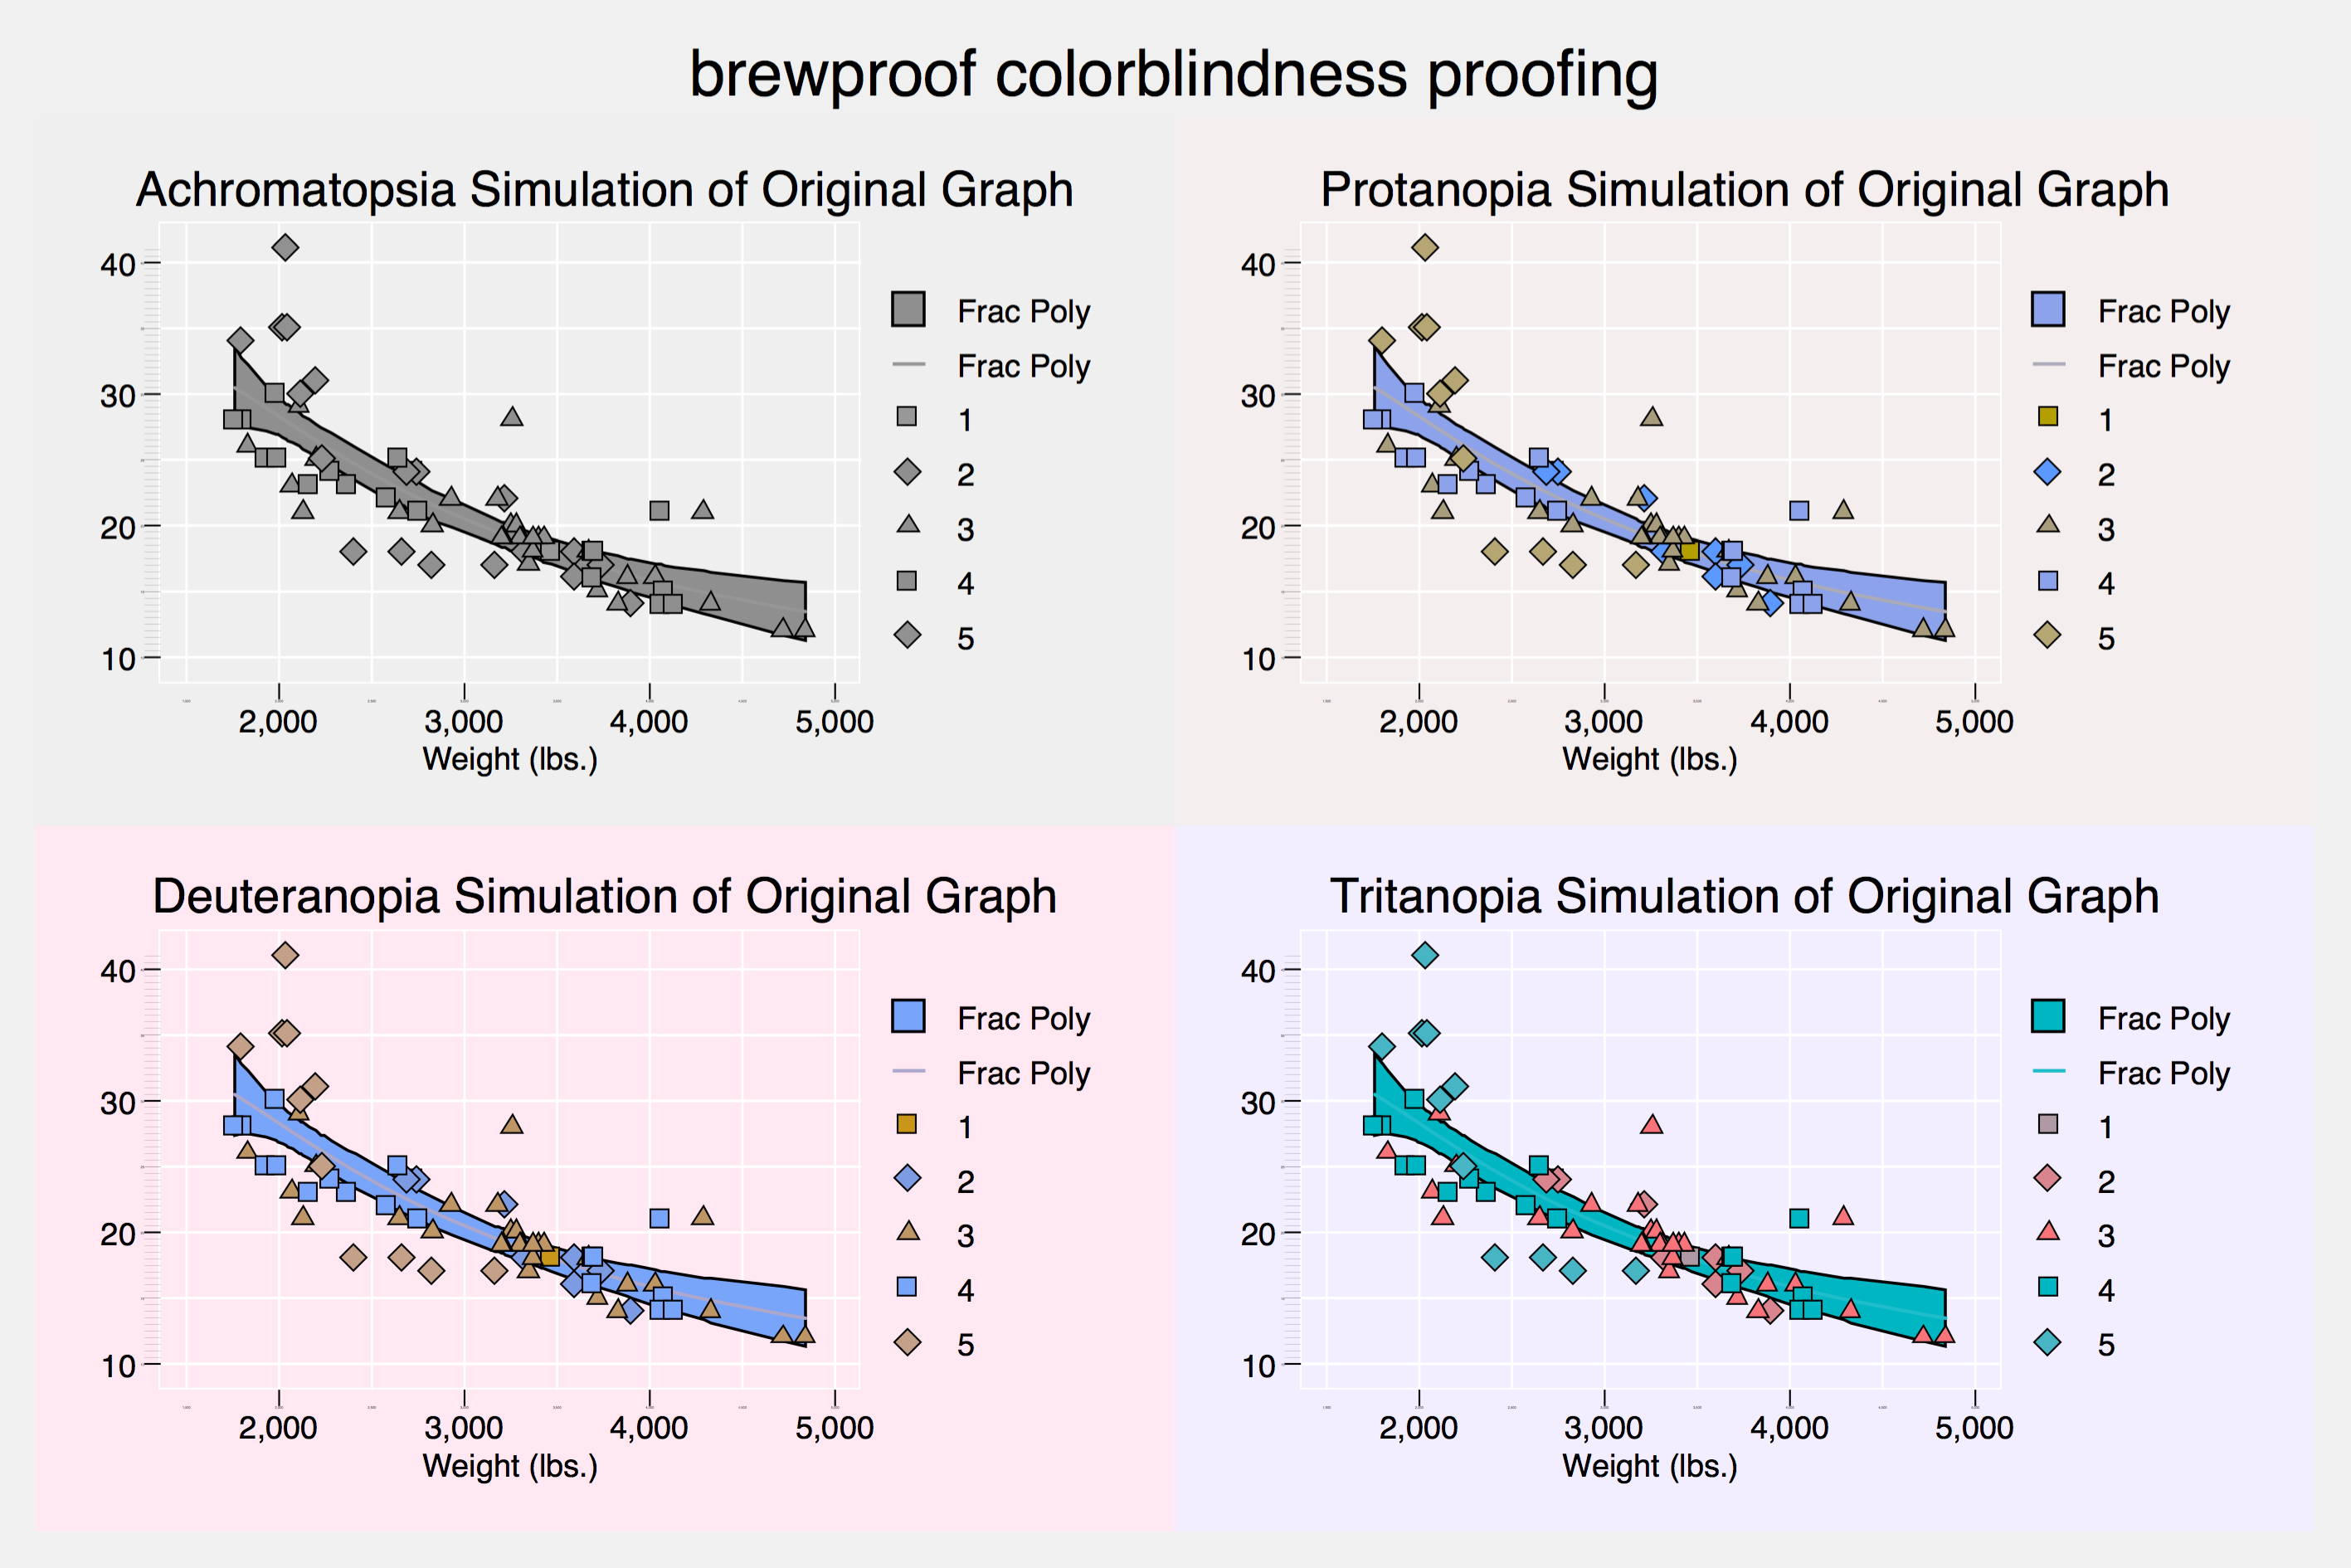 brewproof colorblindness proofing
Achromatopsia Simulation of Original Graph
40
30
20
10
2,000 3,000 4,000 5,000
Weight (lbs.)
Frac Poly
Frac Poly
1
2
3
4
5
Protanopia Simulation of Original Graph
40
30
20
10
2,000 3,000 4,000 5,000
Weight (lbs.)
Frac Poly
Frac Poly
1
2
3
4
5
Deuteranopia Simulation of Original Graph
40
30
20
10
2,000 3,000 4,000 5,000
Weight (lbs.)
Frac Poly
Frac Poly
1
2
3
4
5
Tritanopia Simulation of Original Graph
40
30
20
10
2,000 3,000 4,000 5,000
Weight (lbs.)
Frac Poly
Frac Poly
1
2
3
4
5